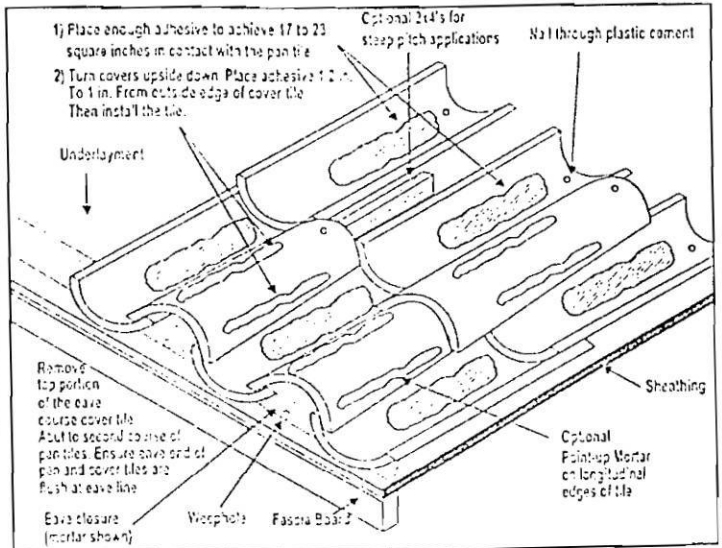 1) Place enough adhesive to achieve 17 to 23
square inches in contact with the pan tile
2) Turn covers upside down. Place adhesive 1 2 in.
To 1 in. From outside edge of cover tile
Then install the tile.
Optional 2x4's for
steep pitch applications
Nail through plastic cement
Underlayment
Remove
top portion
of the eave
course cover tile
Abut to second course of
pan tiles. Ensure eave end of
pan and cover tiles are
flush at eave line
Eave closure
(mortar shown)
Weephole
Fascia Board
Optional
Point-up Mortar
on longitudinal
edges of tile
Sheathing